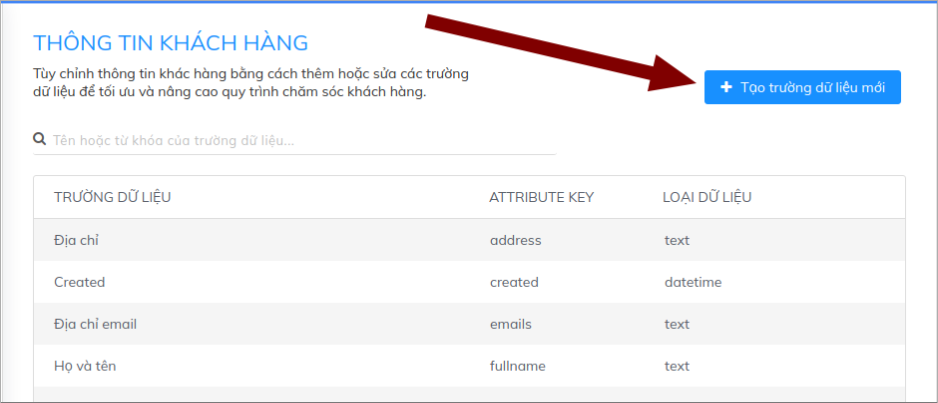 THÔNG TIN KHÁCH HÀNG
Tùy chỉnh thông tin khác hàng bằng cách thêm hoặc sửa các trường
dữ liệu để tối ưu và nâng cao quy trình chăm sóc khách hàng.
Tạo trường dữ liệu mới
Tên hoặc từ khóa của trường dữ liệu...
TRƯỜNG DỮ LIỆU ATTRIBUTE KEY LOẠI DỮ LIỆU
Địa chỉ address text
Created created datetime
Địa chỉ email emails text
Họ và tên fullname text